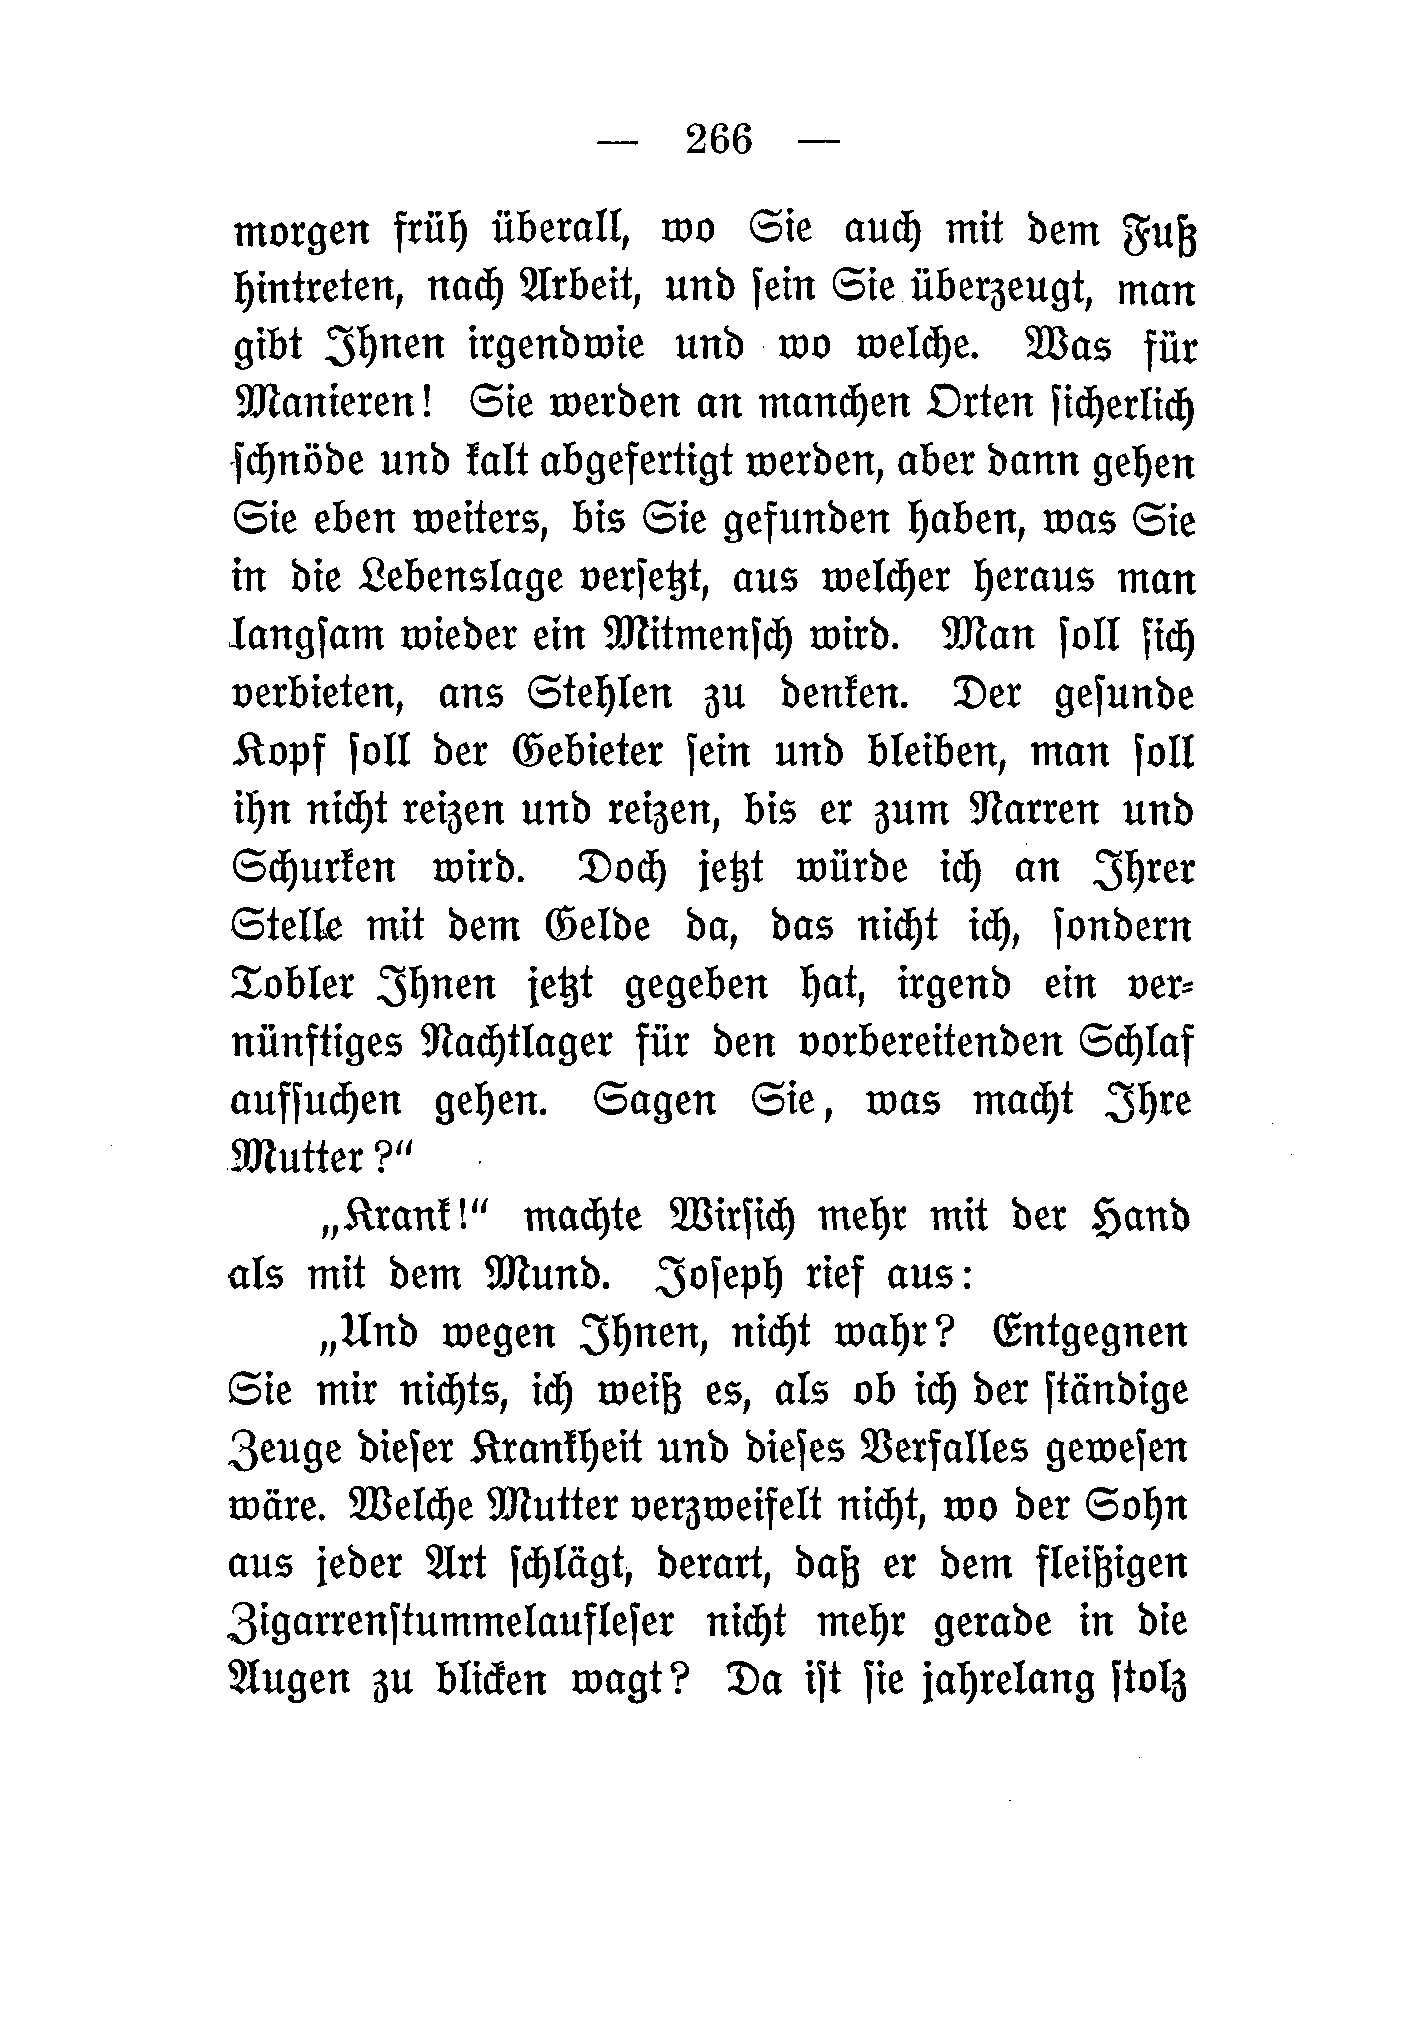 — 266 —
morgen früh überall, wo Sie auch mit dem Fuß
hintreten, nach Arbeit, und sein Sie überzeugt, man
gibt Ihnen irgendwie und wo welche. Was für
Manieren! Sie werden an manchen Orten sicherlich
schnöde und kalt abgefertigt werden, aber dann gehen
Sie eben weiters, bis Sie gefunden haben, was Sie
in die Lebenslage versetzt, aus welcher heraus man
langsam wieder ein Mitmensch wird. Man soll sich
verbieten, ans Stehlen zu denken. Der gesunde
Kopf soll der Gebieter sein und bleiben, man soll
ihn nicht reizen und reizen, bis er zum Narren und
Schurken wird. Doch jetzt würde ich an Ihrer
Stelle mit dem Gelde da, das nicht ich, sondern
Tobler Ihnen jetzt gegeben hat, irgend ein ver-
nünftiges Nachtlager für den vorbereitenden Schlaf
aufsuchen gehen. Sagen Sie, was macht Ihre
Mutter?“
„Krank!“ machte Wirsich mehr mit der Hand
als mit dem Mund. Joseph rief aus:
„Und wegen Ihnen, nicht wahr? Entgegnen
Sie mir nichts, ich weiß es, als ob ich der ständige
Zeuge dieser Krankheit und dieses Verfalles gewesen
wäre. Welche Mutter verzweifelt nicht, wo der Sohn
aus jeder Art schlägt, derart, daß er dem fleißigen
Zigarrenstummelaufleser nicht mehr gerade in die
Augen zu blicken wagt? Da ist sie jahrelang stolz